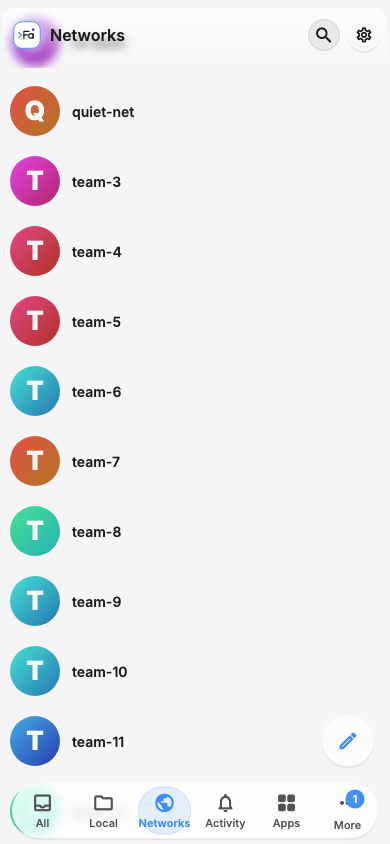 Fa
Networks
Q
quiet-net
T
team-3
T
team-4
T
team-5
T
team-6
T
team-7
T
team-8
T
team-9
T
team-10
T
team-11
1
All
Local
Networks
Activity
Apps
More